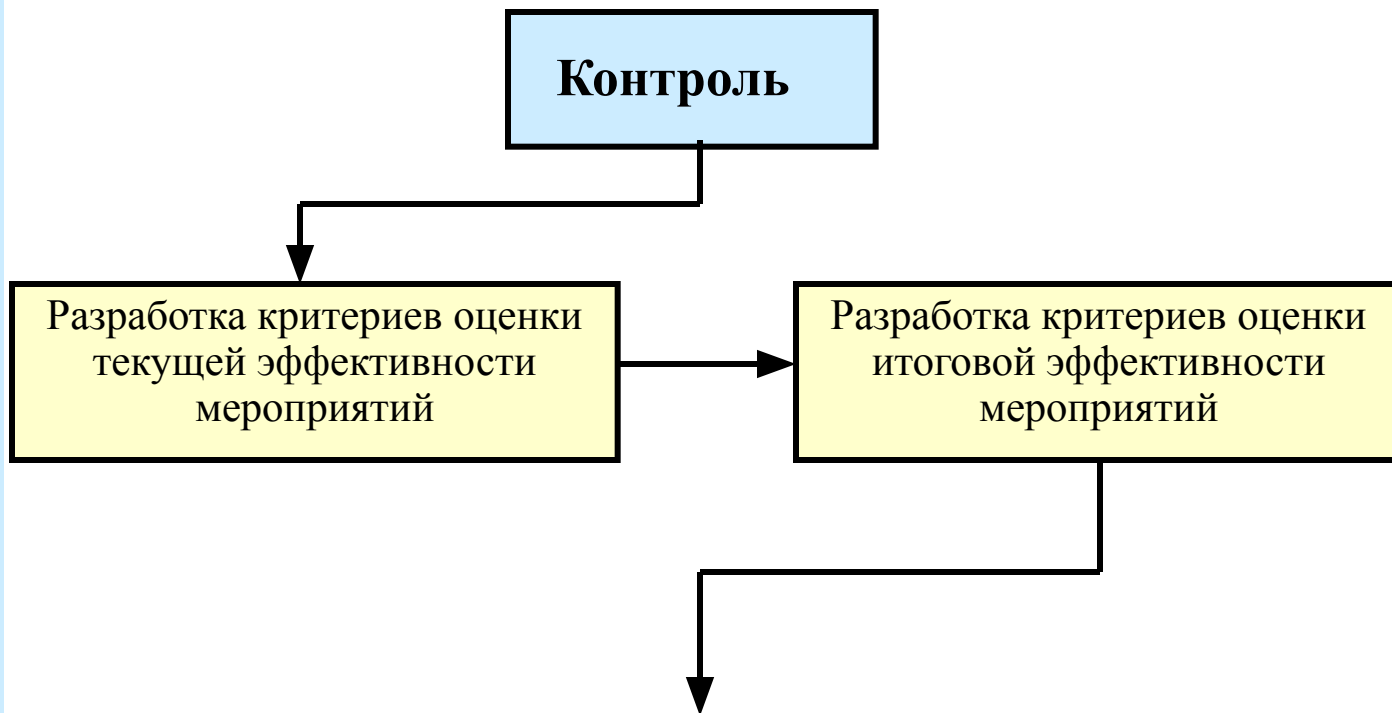 Контроль
Разработка критериев оценки
текущей эффективности
мероприятий
Разработка критериев оценки
итоговой эффективности
мероприятий